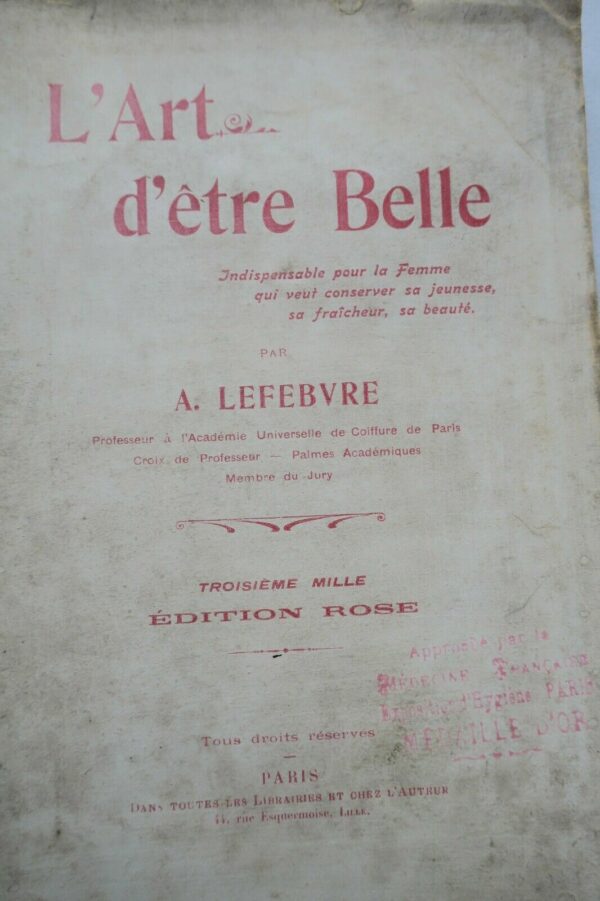 L'Art
d'être Belle
Indispensable pour la Femme
qui veut conserver sa jeunesse,
sa fraîcheur, sa beauté.
PAR
A. LEFEBVRE
Professeur à l'Académie Universelle de Coiffure de Paris
Croix de Professeur — Palmes Académiques
Membre du Jury
TROISIÈME MILLE
ÉDITION ROSE
Approuvé par la
MÉDECINE FRANÇAISE
Exposition d'Hygiène PARIS
MÉDAILLE D'OR
Tous droits réservés
PARIS
DANS TOUTES LES LIBRAIRIES ET CHEZ L'AUTEUR
rue Esquermoise, LILLE.